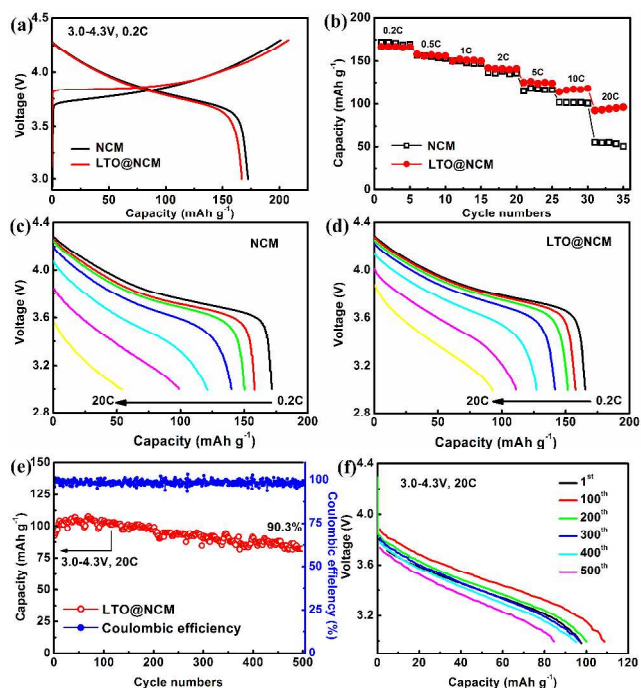 (a)
3.0-4.3V, 0.2C
Voltage (V)
4.5
4.0
3.5
3.0
NCM
LTO@NCM
0 50 100 150 200
Capacity (mAh g⁻¹)
(b)
Capacity (mAh g⁻¹)
200
150
100
50
0
0.2C
0.5C
1C
2C
5C
10C
20C
NCM
LTO@NCM
0 5 10 15 20 25 30 35
Cycle numbers
(c)
NCM
Voltage (V)
4.4
4.0
3.6
3.2
2.8
20C
0.2C
0 50 100 150 200
Capacity (mAh g⁻¹)
(d)
LTO@NCM
Voltage (V)
4.4
4.0
3.6
3.2
2.8
20C
0.2C
0 50 100 150 200
Capacity (mAh g⁻¹)
(e)
Capacity (mAh g⁻¹)
150
125
100
75
50
25
0
90.3%
3.0-4.3V, 20C
LTO@NCM
Coulombic efficiency
100
75
50
25
0
Coulombic effeciency (%)
0 100 200 300 400 500
Cycle numbers
(f)
3.0-4.3V, 20C
Voltage (V)
4.4
4.0
3.6
3.2
2.8
1st
100th
200th
300th
400th
500th
0 20 40 60 80 100 120
Capacity (mAh g⁻¹)